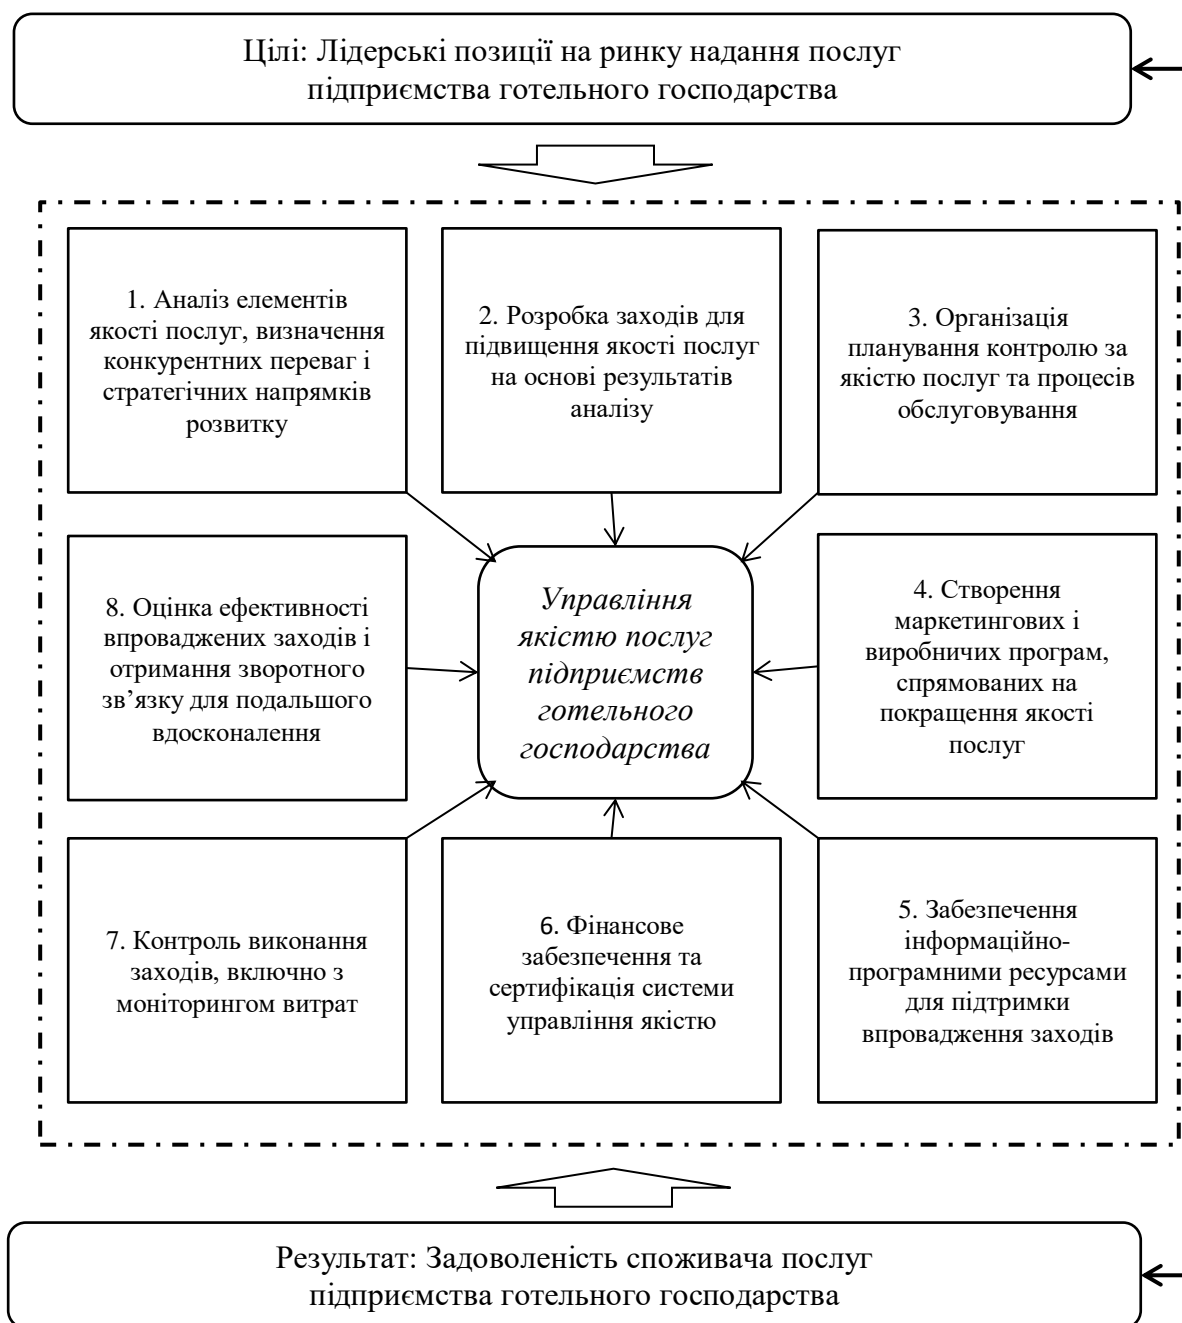 Цілі: Лідерські позиції на ринку надання послуг
підприємства готельного господарства
1. Аналіз елементів
якості послуг, визначення
конкурентних переваг і
стратегічних напрямків
розвитку
2. Розробка заходів для
підвищення якості послуг
на основі результатів
аналізу
3. Організація
планування контролю за
якістю послуг та процесів
обслуговування
8. Оцінка ефективності
впроваджених заходів і
отримання зворотного
зв’язку для подальшого
вдосконалення
Управління
якістю послуг
підприємств
готельного
господарства
4. Створення
маркетингових і
виробничих програм,
спрямованих на
покращення якості
послуг
7. Контроль виконання
заходів, включно з
моніторингом витрат
6. Фінансове
забезпечення та
сертифікація системи
управління якістю
5. Забезпечення
інформаційно-
програмними ресурсами
для підтримки
впровадження заходів
Результат: Задоволеність споживача послуг
підприємства готельного господарства